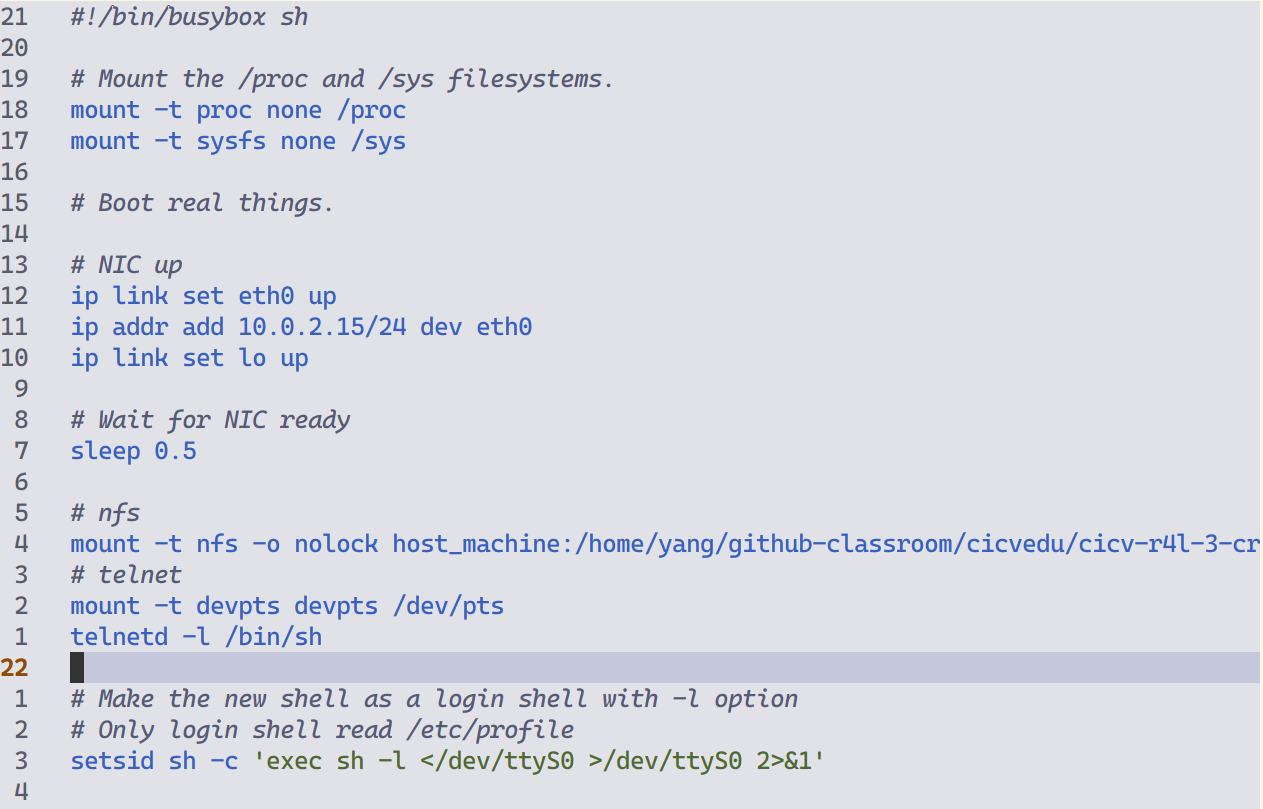 21 #!/bin/busybox sh
20
19 # Mount the /proc and /sys filesystems.
18 mount -t proc none /proc
17 mount -t sysfs none /sys
16
15 # Boot real things.
14
13 # NIC up
12 ip link set eth0 up
11 ip addr add 10.0.2.15/24 dev eth0
10 ip link set lo up
9
8 # Wait for NIC ready
7 sleep 0.5
6
5 # nfs
4 mount -t nfs -o nolock host_machine:/home/yang/github-classroom/cicvedu/cicv-r4l-3-cr
3 # telnet
2 mount -t devpts devpts /dev/pts
1 telnetd -l /bin/sh
22
1 # Make the new shell as a login shell with -l option
2 # Only login shell read /etc/profile
3 setsid sh -c 'exec sh -l </dev/ttyS0 >/dev/ttyS0 2>&1'
4